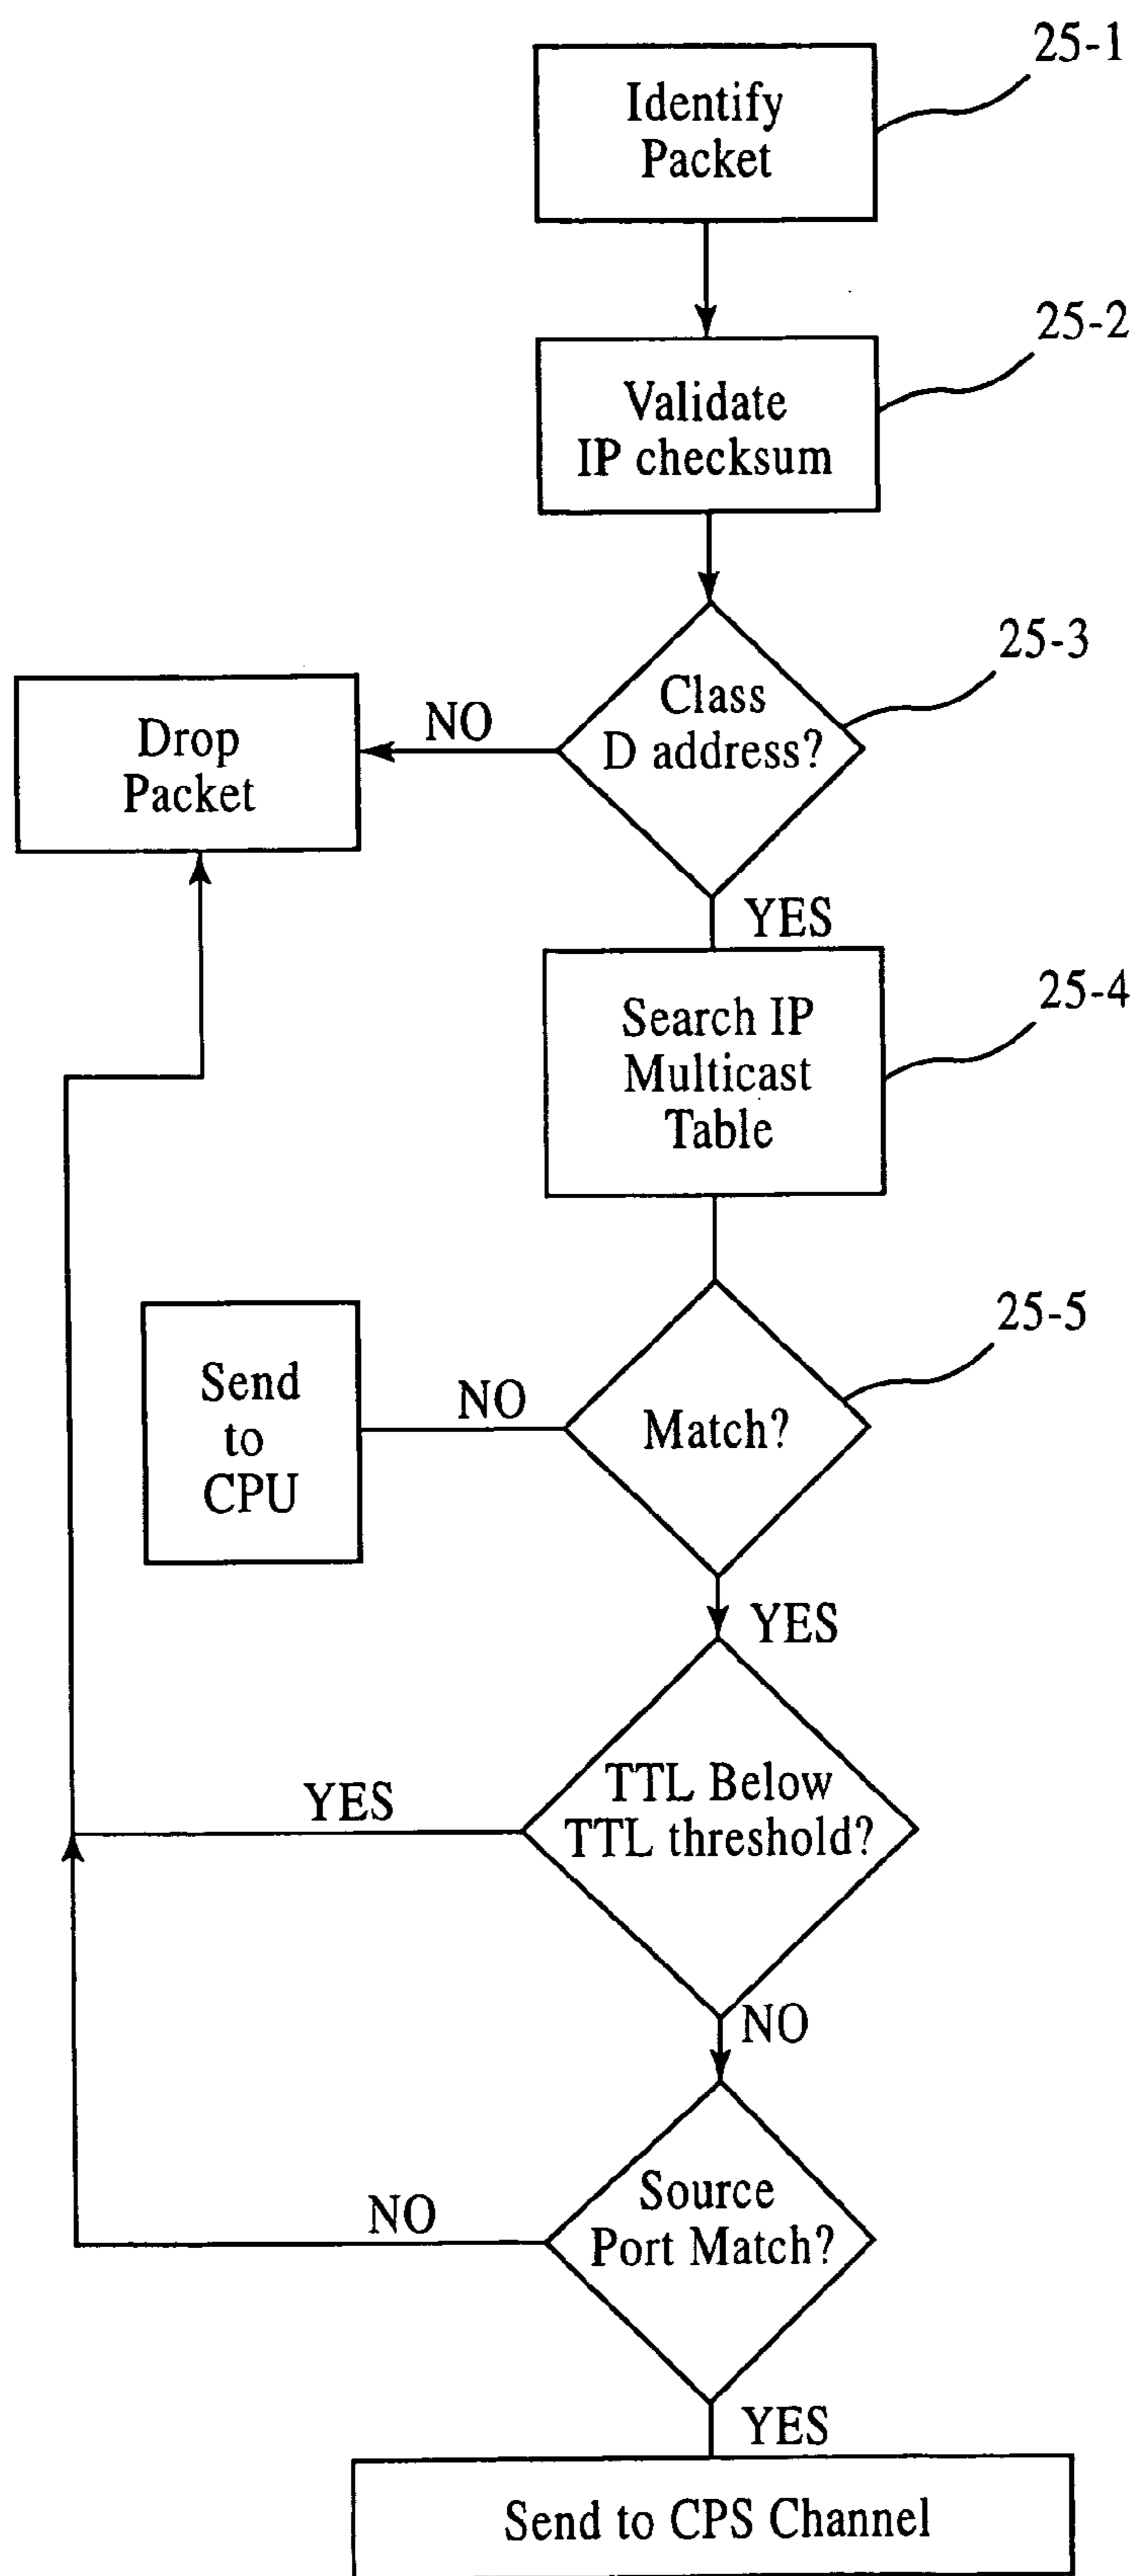 25-1
Identify
Packet
25-2
Validate
IP checksum
25-3
Class
D address?
NO
Drop
Packet
YES
25-4
Search IP
Multicast
Table
25-5
Match?
NO
Send
to
CPU
YES
TTL Below
TTL threshold?
YES
NO
Source
Port Match?
NO
YES
Send to CPS Channel